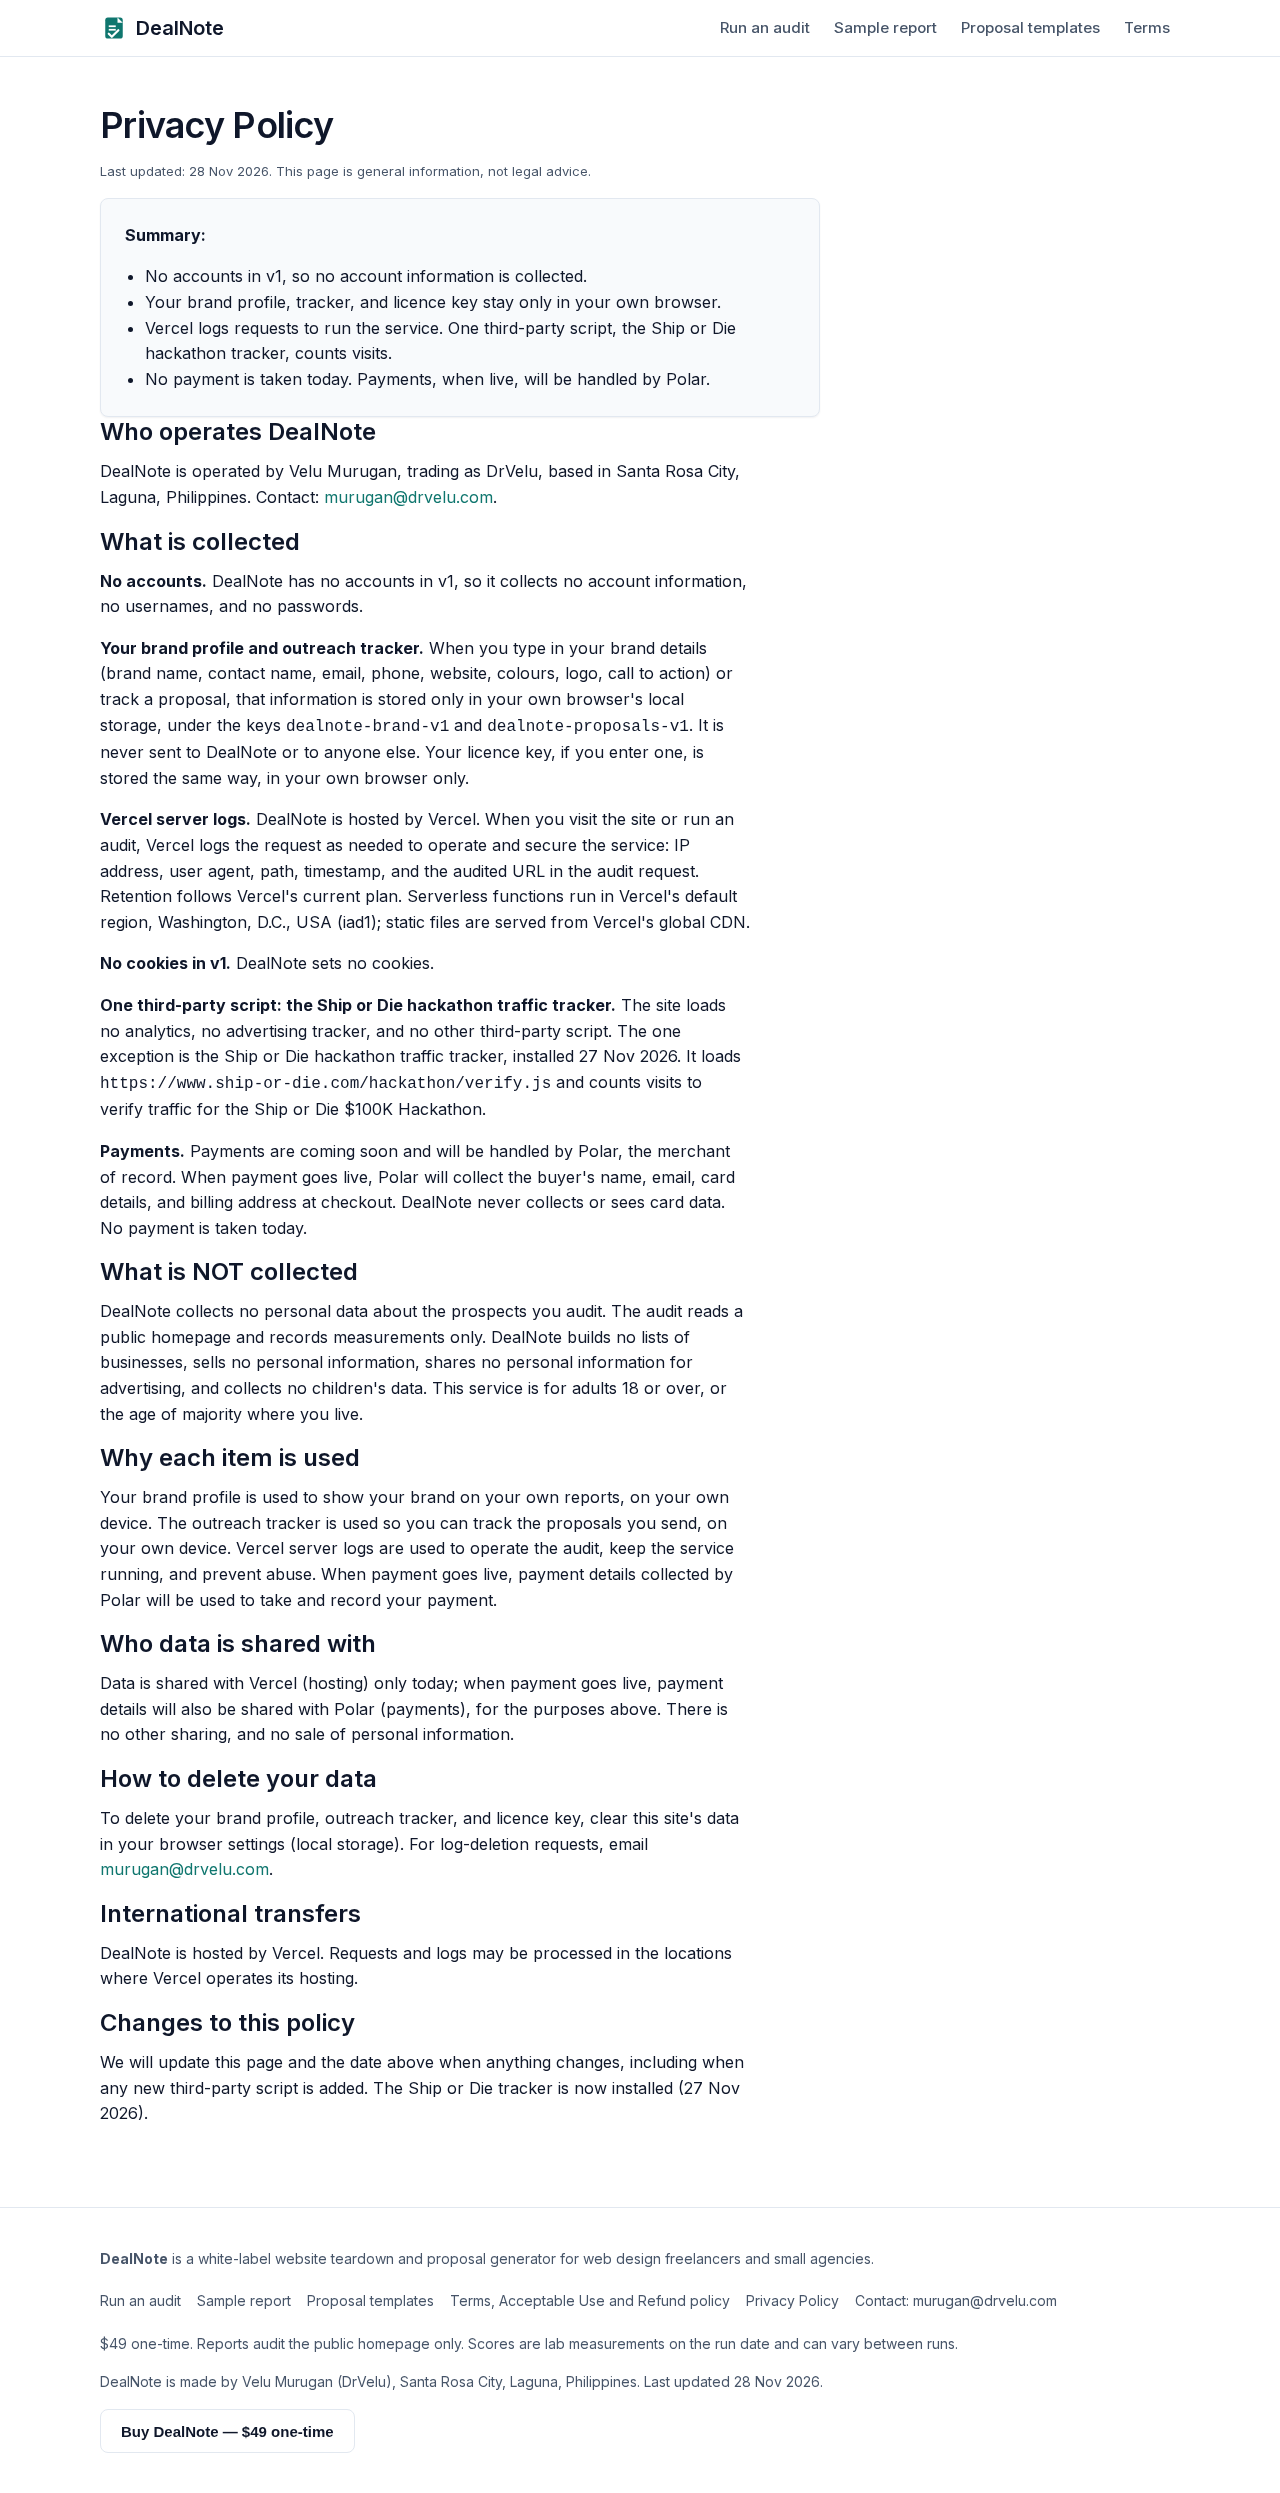 DealNote
Run an audit Sample report Proposal templates Terms
Privacy Policy
Last updated: 28 Nov 2026. This page is general information, not legal advice.
Summary:
• No accounts in v1, so no account information is collected.
• Your brand profile, tracker, and licence key stay only in your own browser.
• Vercel logs requests to run the service. One third-party script, the Ship or Die
hackathon tracker, counts visits.
• No payment is taken today. Payments, when live, will be handled by Polar.
Who operates DealNote
DealNote is operated by Velu Murugan, trading as DrVelu, based in Santa Rosa City,
Laguna, Philippines. Contact: murugan@drvelu.com.
What is collected
No accounts. DealNote has no accounts in v1, so it collects no account information,
no usernames, and no passwords.
Your brand profile and outreach tracker. When you type in your brand details
(brand name, contact name, email, phone, website, colours, logo, call to action) or
track a proposal, that information is stored only in your own browser's local
storage, under the keys dealnote-brand-v1 and dealnote-proposals-v1. It is
never sent to DealNote or to anyone else. Your licence key, if you enter one, is
stored the same way, in your own browser only.
Vercel server logs. DealNote is hosted by Vercel. When you visit the site or run an
audit, Vercel logs the request as needed to operate and secure the service: IP
address, user agent, path, timestamp, and the audited URL in the audit request.
Retention follows Vercel's current plan. Serverless functions run in Vercel's default
region, Washington, D.C., USA (iad1); static files are served from Vercel's global CDN.
No cookies in v1. DealNote sets no cookies.
One third-party script: the Ship or Die hackathon traffic tracker. The site loads
no analytics, no advertising tracker, and no other third-party script. The one
exception is the Ship or Die hackathon traffic tracker, installed 27 Nov 2026. It loads
https://www.ship-or-die.com/hackathon/verify.js and counts visits to
verify traffic for the Ship or Die $100K Hackathon.
Payments. Payments are coming soon and will be handled by Polar, the merchant
of record. When payment goes live, Polar will collect the buyer's name, email, card
details, and billing address at checkout. DealNote never collects or sees card data.
No payment is taken today.
What is NOT collected
DealNote collects no personal data about the prospects you audit. The audit reads a
public homepage and records measurements only. DealNote builds no lists of
businesses, sells no personal information, shares no personal information for
advertising, and collects no children's data. This service is for adults 18 or over, or
the age of majority where you live.
Why each item is used
Your brand profile is used to show your brand on your own reports, on your own
device. The outreach tracker is used so you can track the proposals you send, on
your own device. Vercel server logs are used to operate the audit, keep the service
running, and prevent abuse. When payment goes live, payment details collected by
Polar will be used to take and record your payment.
Who data is shared with
Data is shared with Vercel (hosting) only today; when payment goes live, payment
details will also be shared with Polar (payments), for the purposes above. There is
no other sharing, and no sale of personal information.
How to delete your data
To delete your brand profile, outreach tracker, and licence key, clear this site's data
in your browser settings (local storage). For log-deletion requests, email
murugan@drvelu.com.
International transfers
DealNote is hosted by Vercel. Requests and logs may be processed in the locations
where Vercel operates its hosting.
Changes to this policy
We will update this page and the date above when anything changes, including when
any new third-party script is added. The Ship or Die tracker is now installed (27 Nov
2026).
DealNote is a white-label website teardown and proposal generator for web design freelancers and small agencies.
Run an audit Sample report Proposal templates Terms, Acceptable Use and Refund policy Privacy Policy Contact: murugan@drvelu.com
$49 one-time. Reports audit the public homepage only. Scores are lab measurements on the run date and can vary between runs.
DealNote is made by Velu Murugan (DrVelu), Santa Rosa City, Laguna, Philippines. Last updated 28 Nov 2026.
Buy DealNote — $49 one-time